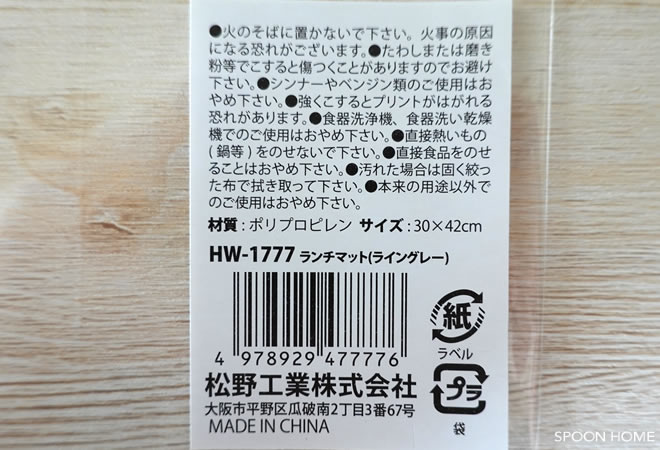 ●火のそばに置かないで下さい。火事の原因
になる恐れがございます。●たわしまたは磨き
粉等でこすると傷つくことがありますのでお避け
下さい。●シンナーやベンジン類のご使用はお
やめ下さい。●強くこするとプリントがはがれる
恐れがあります。●食器洗浄機、食器洗い乾燥
機でのご使用はおやめ下さい。●直接熱いもの
(鍋等)をのせないで下さい。●直接食品をのせ
ることはおやめ下さい。●汚れた場合は固く絞っ
た布で拭き取って下さい。●本来の用途以外で
のご使用はおやめ下さい。
材質:ポリプロピレン サイズ:30×42cm
HW-1777 ランチマット(ライングレー)
4 978929 477776
紙
ラベル
松野工業株式会社
大阪市平野区瓜破南2丁目3番67号
MADE IN CHINA
プラ
袋
SPOON HOME